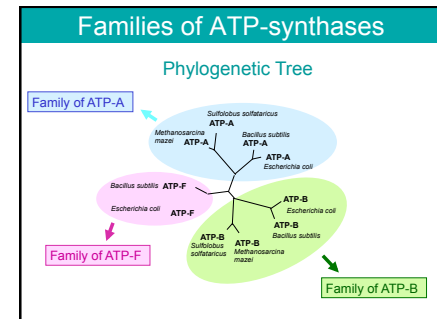 Families of ATP-synthases
Phylogenetic Tree
Family of ATP-A
Sulfolobus solfataricus
ATP-A
Methanosarcina
mazei
ATP-A
Bacillus subtilis
ATP-A
ATP-A
Escherichia coli
Bacillus subtilis ATP-F
Escherichia coli
ATP-F
ATP-B
Escherichia coli
ATP-B
Bacillus subtilis
ATP-B
Sulfolobus
solfataricus
ATP-B
Methanosarcina
mazei
Family of ATP-F
Family of ATP-B